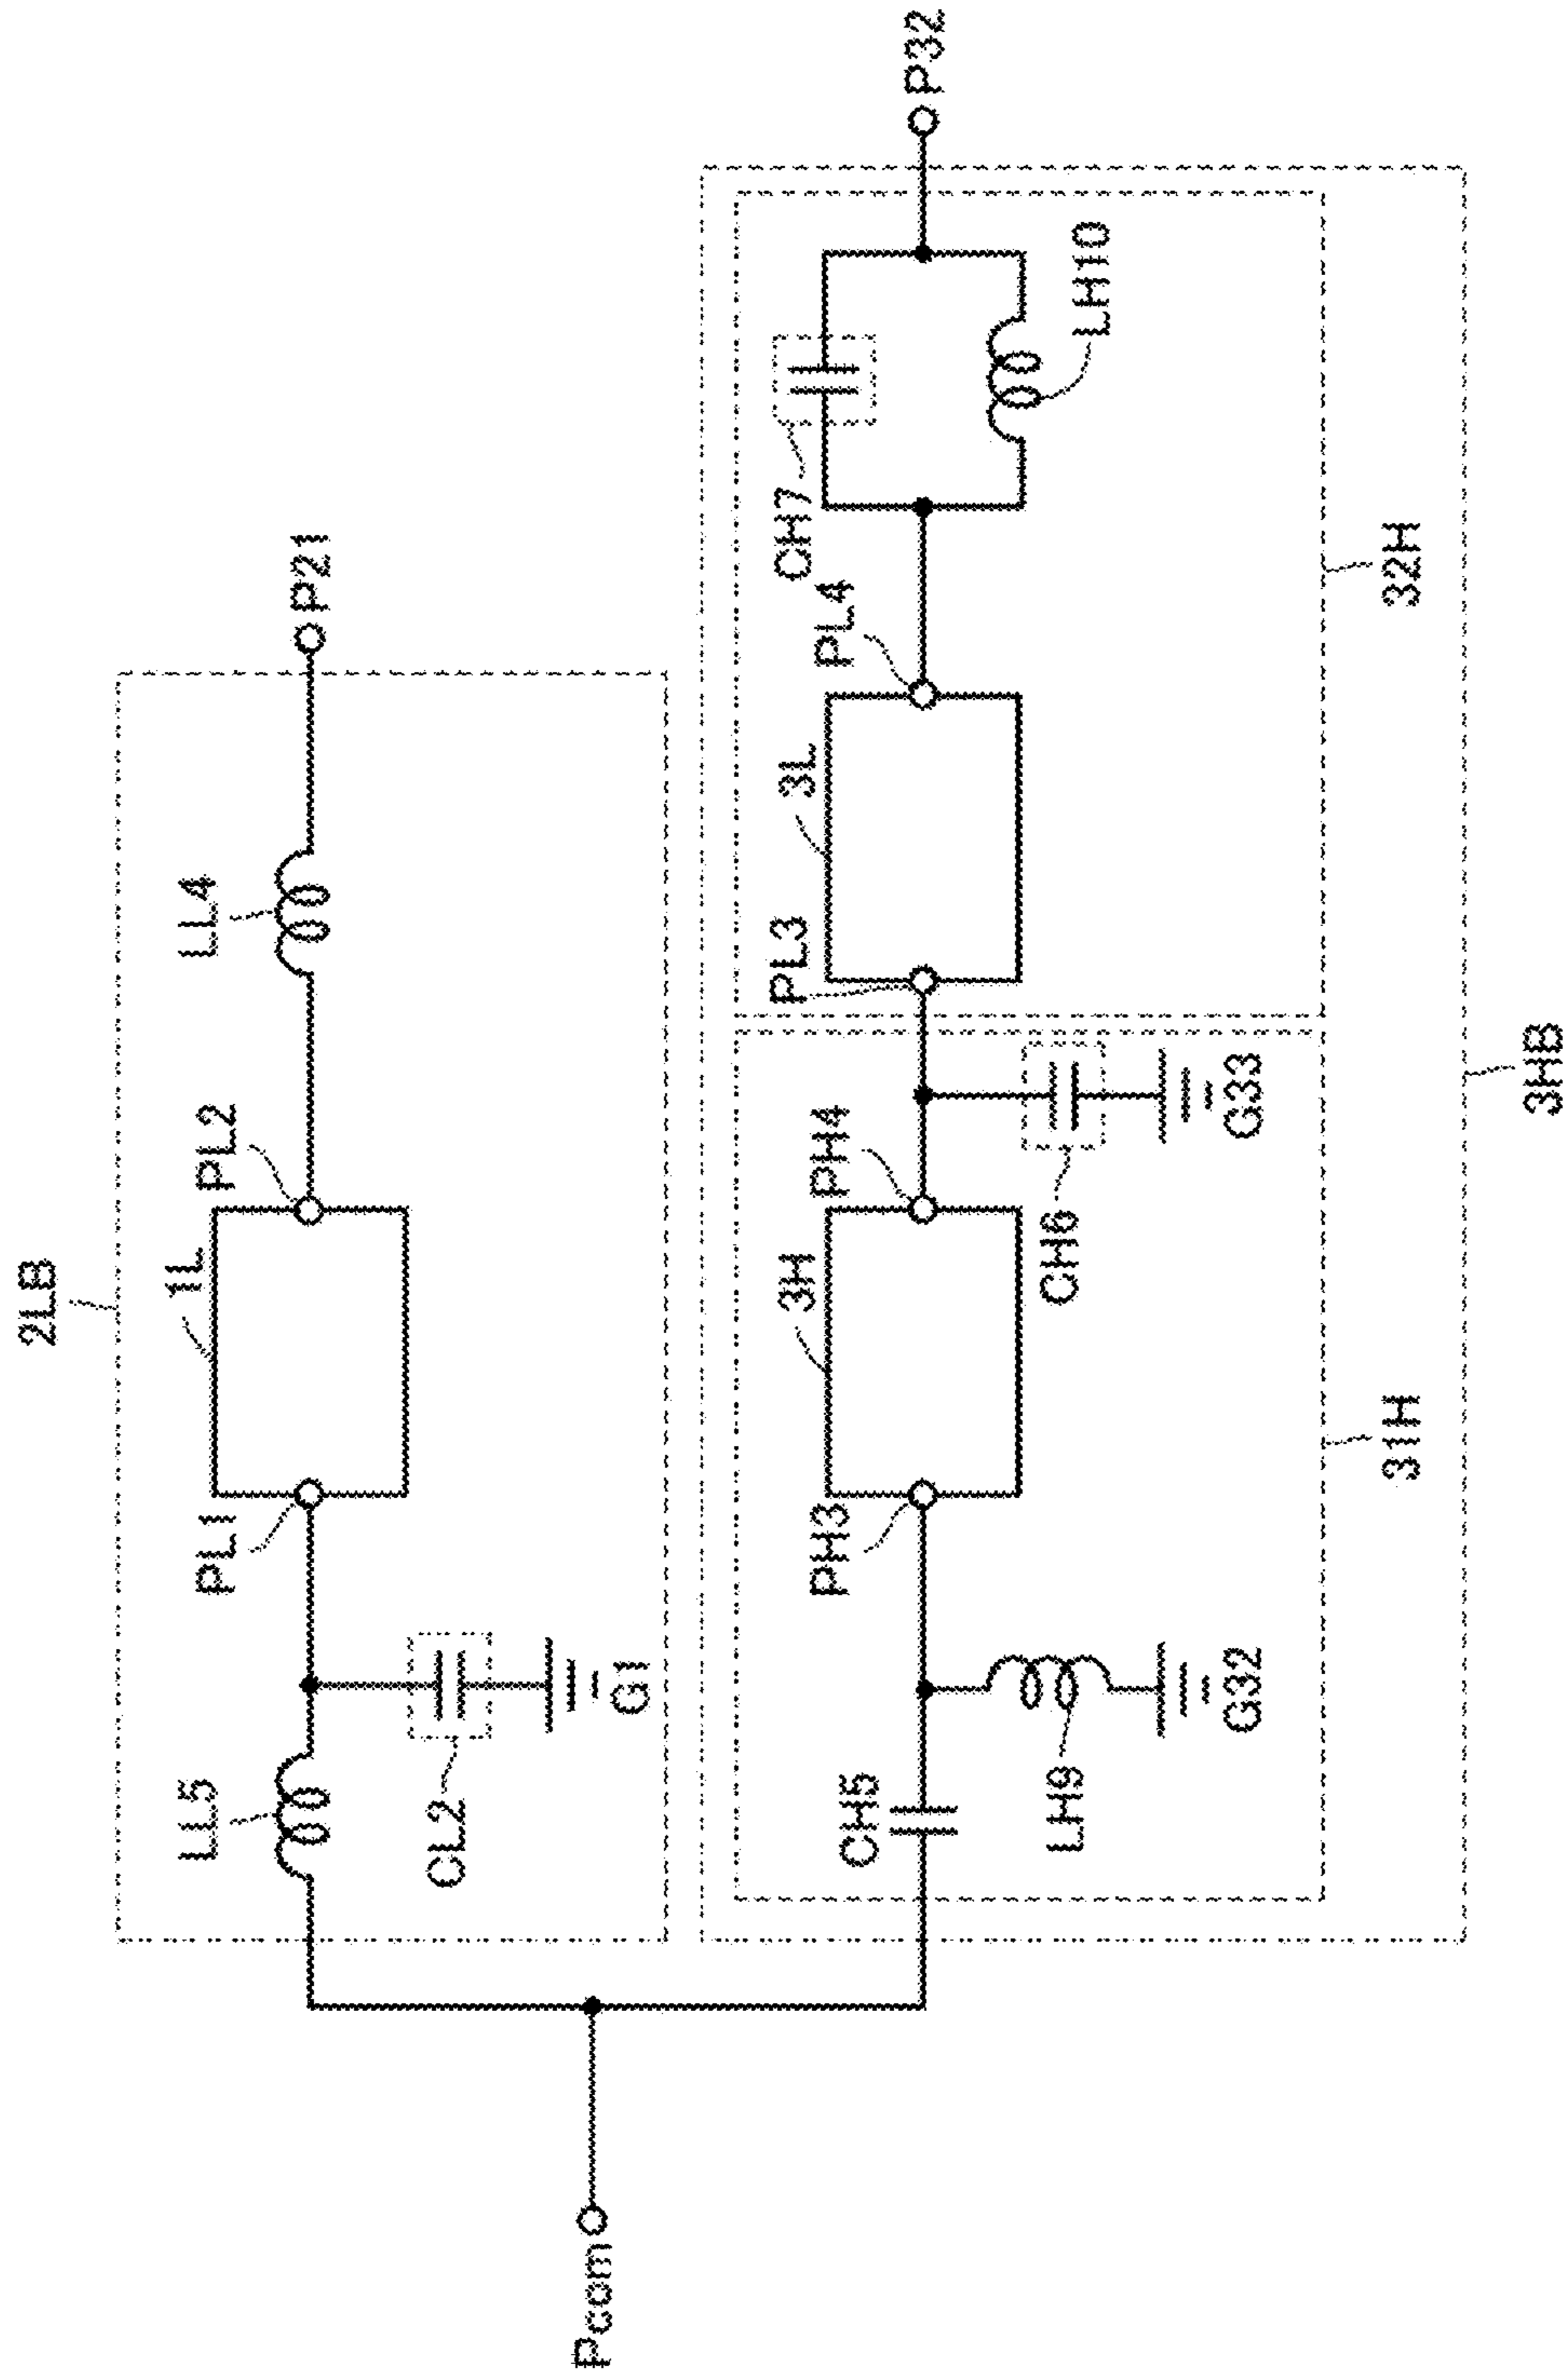 2LB
LL5
PL1
1L
PL2
LL4
P21
CL2
G1
Pcom
CH5
PH3
3H
PH4
PL3
3L
PL4
CH7
P32
LH9
G32
CH6
G33
LH10
31H
32H
3HB